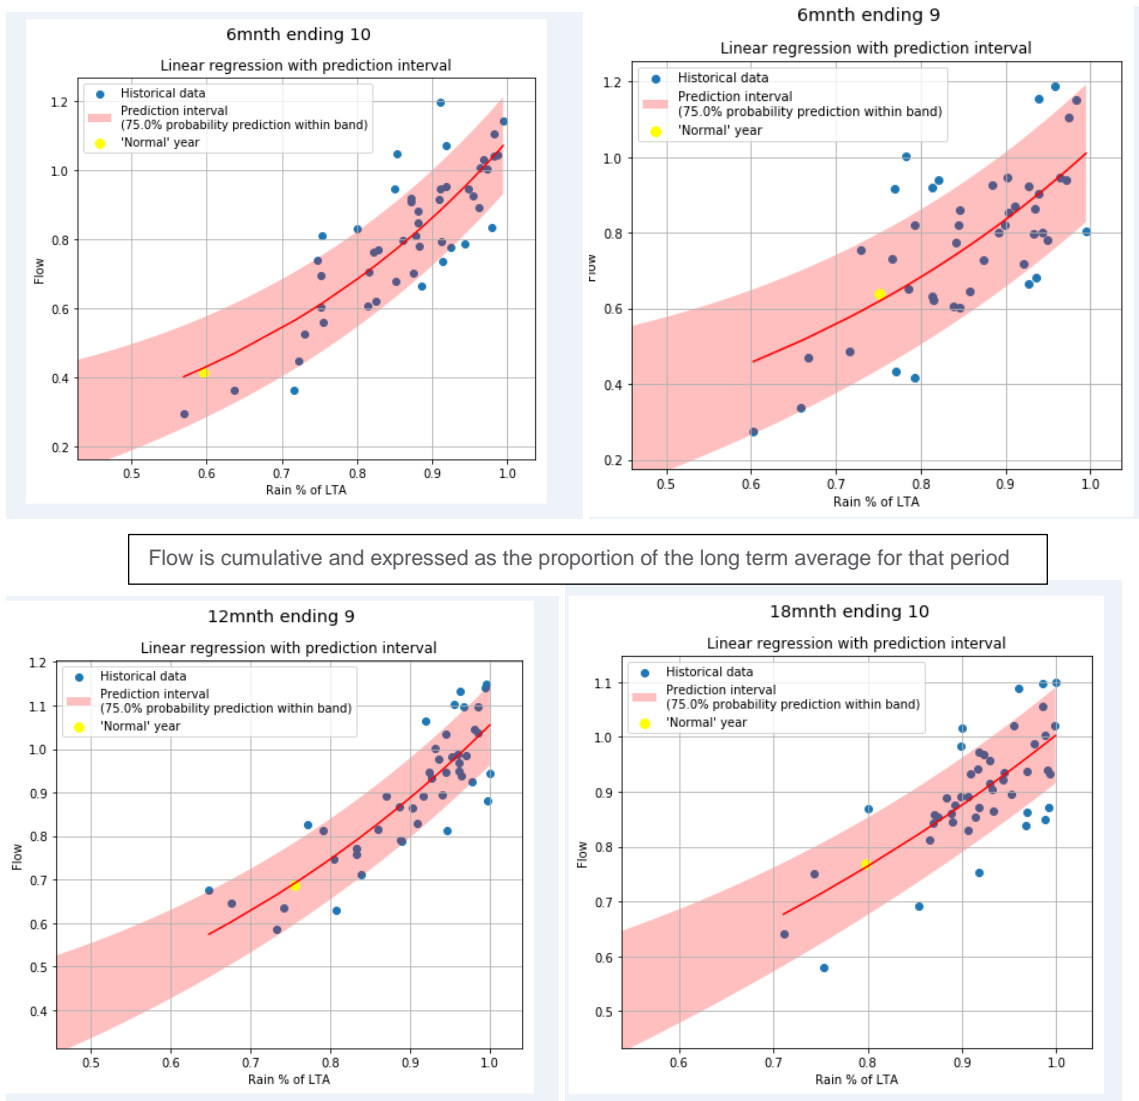 6mnth ending 10
Linear regression with prediction interval
Historical data
Prediction interval
(75.0% probability prediction within band)
'Normal' year
1.2
1.0
0.8
0.6
0.4
0.2
Flow
0.5
0.6
0.7
0.8
0.9
1.0
Rain % of LTA
6mnth ending 9
Linear regression with prediction interval
Historical data
Prediction interval
(75.0% probability prediction within band)
'Normal' year
1.2
1.0
0.8
0.6
0.4
0.2
Flow
0.5
0.6
0.7
0.8
0.9
1.0
Rain % of LTA
Flow is cumulative and expressed as the proportion of the long term average for that period
12mnth ending 9
Linear regression with prediction interval
Historical data
Prediction interval
(75.0% probability prediction within band)
'Normal' year
1.2
1.1
1.0
0.9
0.8
0.7
0.6
0.5
0.4
Flow
0.5
0.6
0.7
0.8
0.9
1.0
Rain % of LTA
18mnth ending 10
Linear regression with prediction interval
Historical data
Prediction interval
(75.0% probability prediction within band)
'Normal' year
1.1
1.0
0.9
0.8
0.7
0.6
0.5
Flow
0.6
0.7
0.8
0.9
1.0
Rain % of LTA